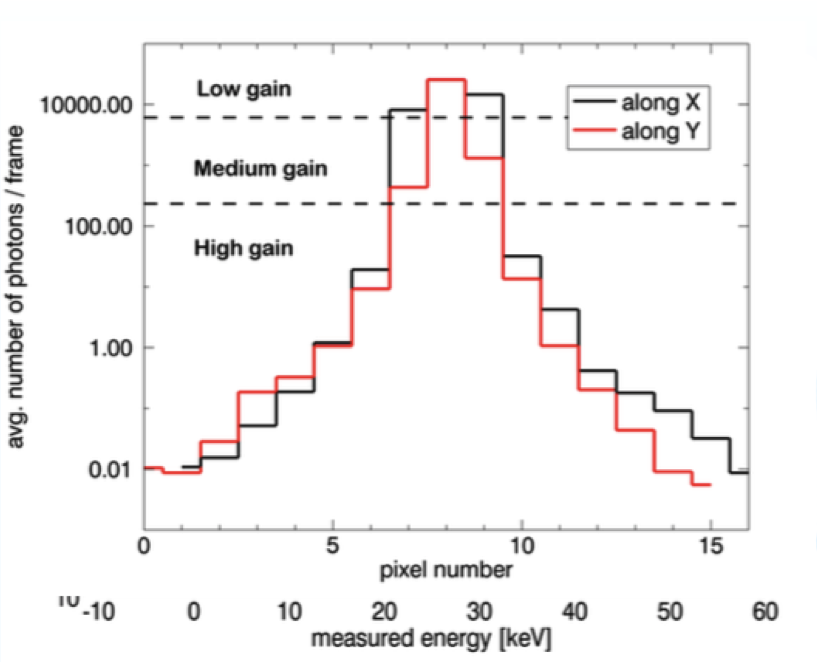 Low gain
10000.00
along X
along Y
Medium gain
100.00
High gain
1.00
0.01
avg. number of photons / frame
0 5 10 15
pixel number
-10 0 10 20 30 40 50 60
measured energy [keV]